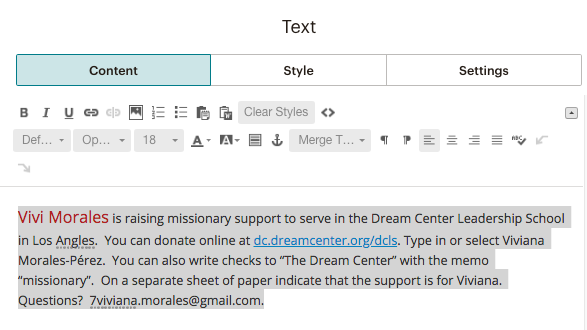 Text
Content Style Settings
B I U Clear Styles <>
Def... Op... 18 A A Merge T... ABC
Vivi Morales is raising missionary support to serve in the Dream Center Leadership School
in Los Angles. You can donate online at dc.dreamcenter.org/dcls. Type in or select Viviana
Morales-Pérez. You can also write checks to “The Dream Center” with the memo
“missionary”. On a separate sheet of paper indicate that the support is for Viviana.
Questions? 7viviana.morales@gmail.com.